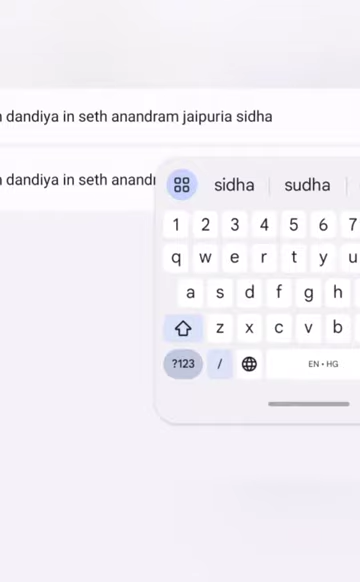 dandiya in seth anandram jaipuria sidha
dandiya in seth anandr
sidha sudha
1 2 3 4 5 6 7
q w e r t y u
a s d f g h
z x c v b
?123 / EN • HG